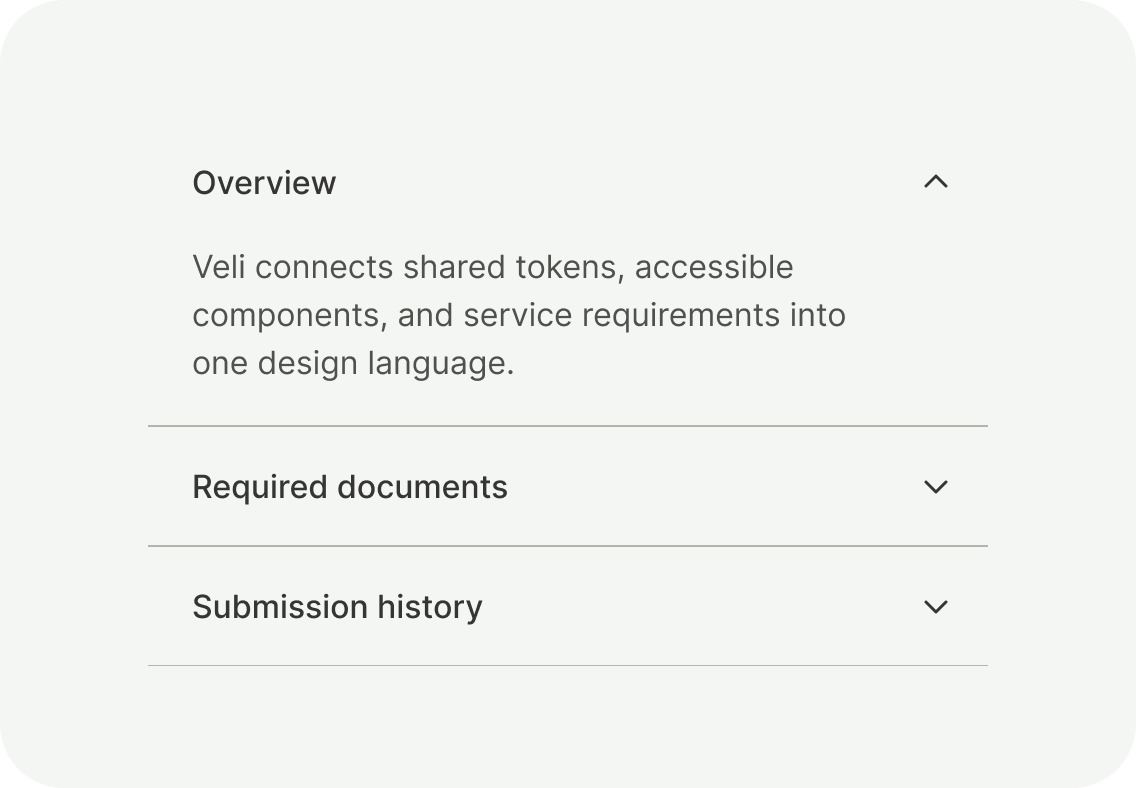 Overview
Veli connects shared tokens, accessible
components, and service requirements into
one design language.
Required documents
Submission history